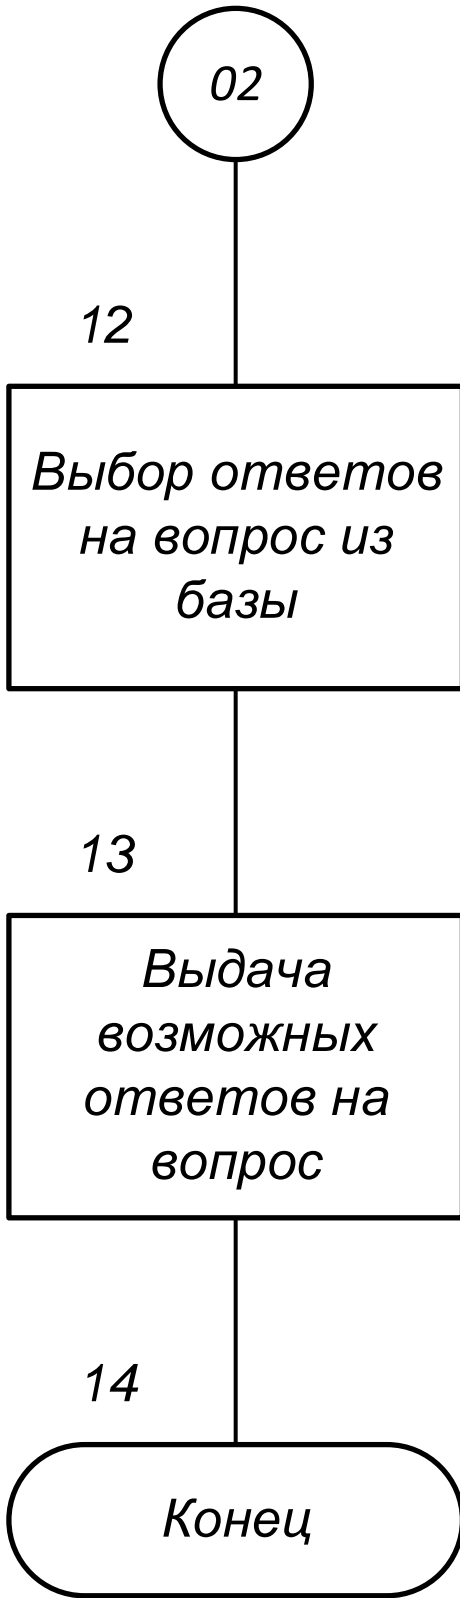 02
12
Выбор ответов
на вопрос из
базы
13
Выдача
возможных
ответов на
вопрос
14
Конец